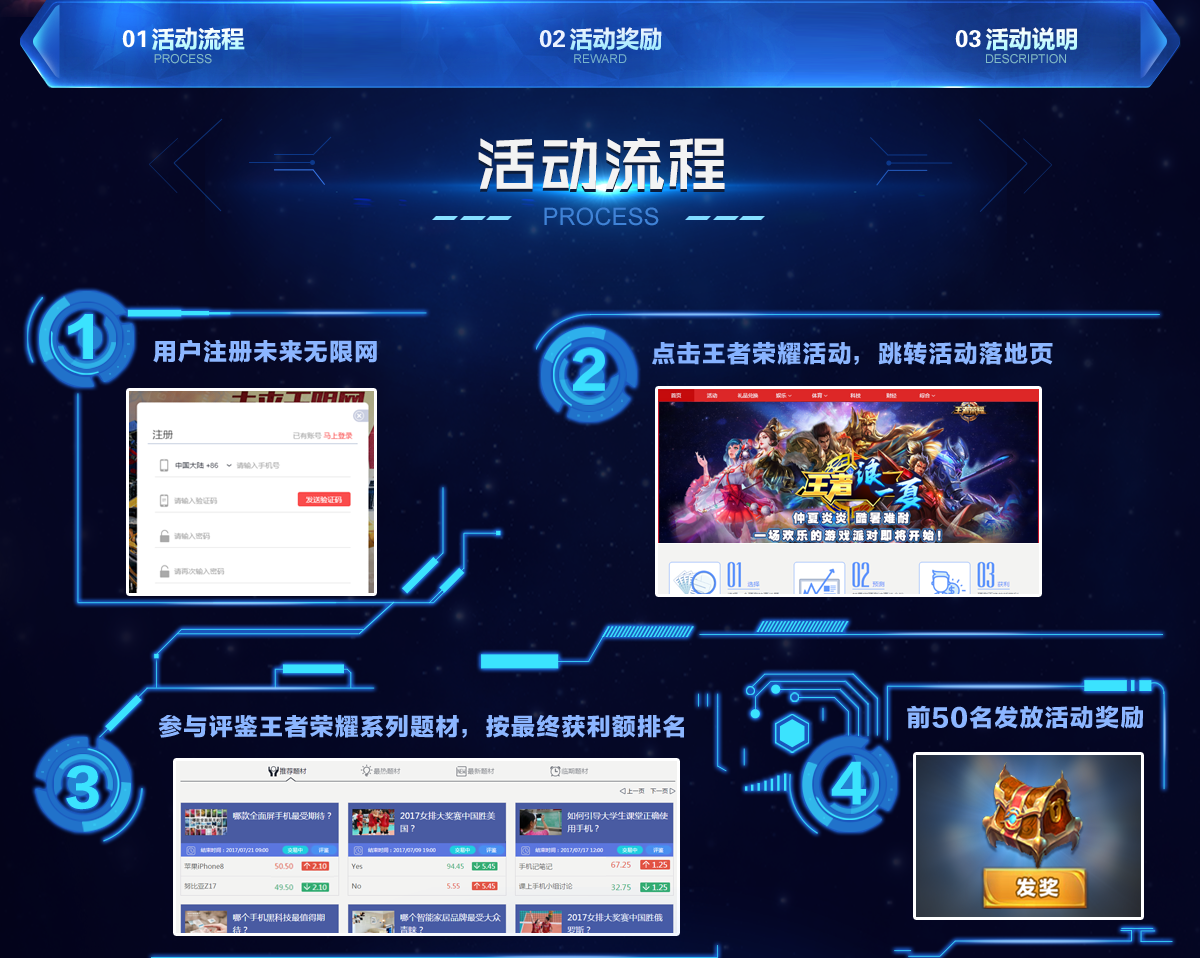 01 活动流程
PROCESS
02 活动奖励
REWARD
03 活动说明
DESCRIPTION
活动流程
PROCESS
1
用户注册未来无限网
注册
已有账号 马上登录
中国大陆 +86 请输入手机号
请输入验证码 发送验证码
请输入密码
请再次输入密码
2
点击王者荣耀活动，跳转活动落地页
首页 活动 礼品兑换 娱乐 体育 科技 财经 综合
王者荣耀
王者浪一夏
仲夏炎炎 酷暑难耐
一场欢乐的游戏派对即将开始！
01 选择
02 预测
03 获利
3
参与评鉴王者荣耀系列题材，按最终获利额排名
推荐题材 最热题材 最新题材 临期题材
上一页 下一页
哪款全面屏手机最受期待？
结束时间：2017/07/21 09:00 交易中 评鉴
苹果iPhone8 50.50 2.10
努比亚Z17 49.50 2.10
2017女排大奖赛中国胜美国？
结束时间：2017/07/09 19:00 交易中 评鉴
Yes 94.45 5.45
No 5.55 5.45
如何引导大学生课堂正确使用手机？
结束时间：2017/07/17 12:00 交易中 评鉴
手机记笔记 67.25 1.25
课上手机小组讨论 32.75 1.25
哪个手机黑科技最值得期待？
哪个智能家居品牌最受大众青睐？
2017女排大奖赛中国胜俄罗斯？
4
前50名发放活动奖励
发奖